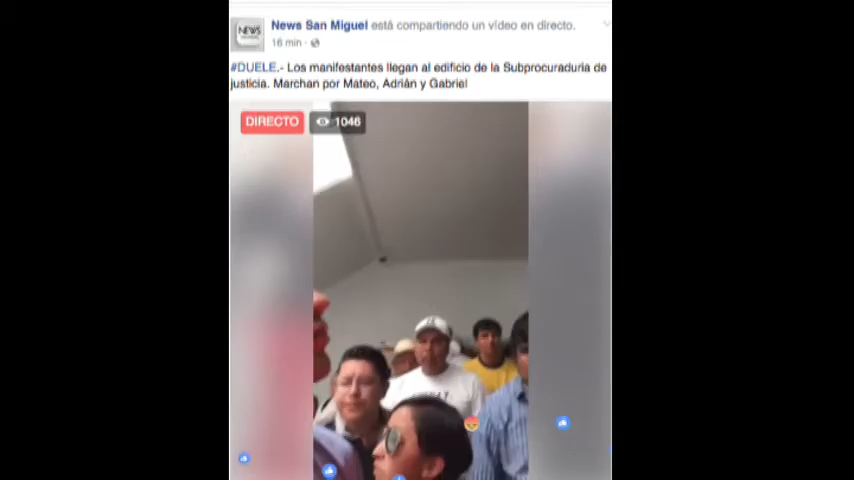 NEWS
News San Miguel está compartiendo un vídeo en directo.
16 min ·
#DUELE.- Los manifestantes llegan al edificio de la Subprocuraduria de
justicia. Marchan por Mateo, Adrián y Gabriel
DIRECTO 1046